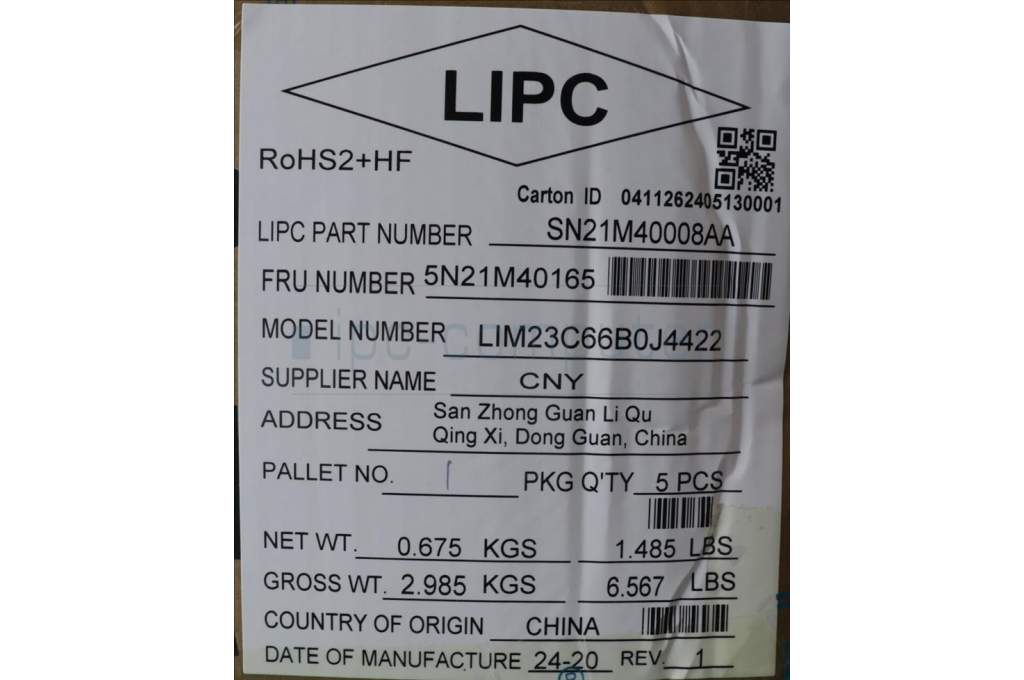 LIPC
RoHS2+HF
Carton ID 0411262405130001
LIPC PART NUMBER SN21M40008AA
FRU NUMBER 5N21M40165
MODEL NUMBER LIM23C66B0J4422
SUPPLIER NAME CNY
ADDRESS San Zhong Guan Li Qu
Qing Xi, Dong Guan, China
PALLET NO. 1 PKG Q'TY 5 PCS
NET WT. 0.675 KGS 1.485 LBS
GROSS WT. 2.985 KGS 6.567 LBS
COUNTRY OF ORIGIN CHINA
DATE OF MANUFACTURE 24-20 REV. 1